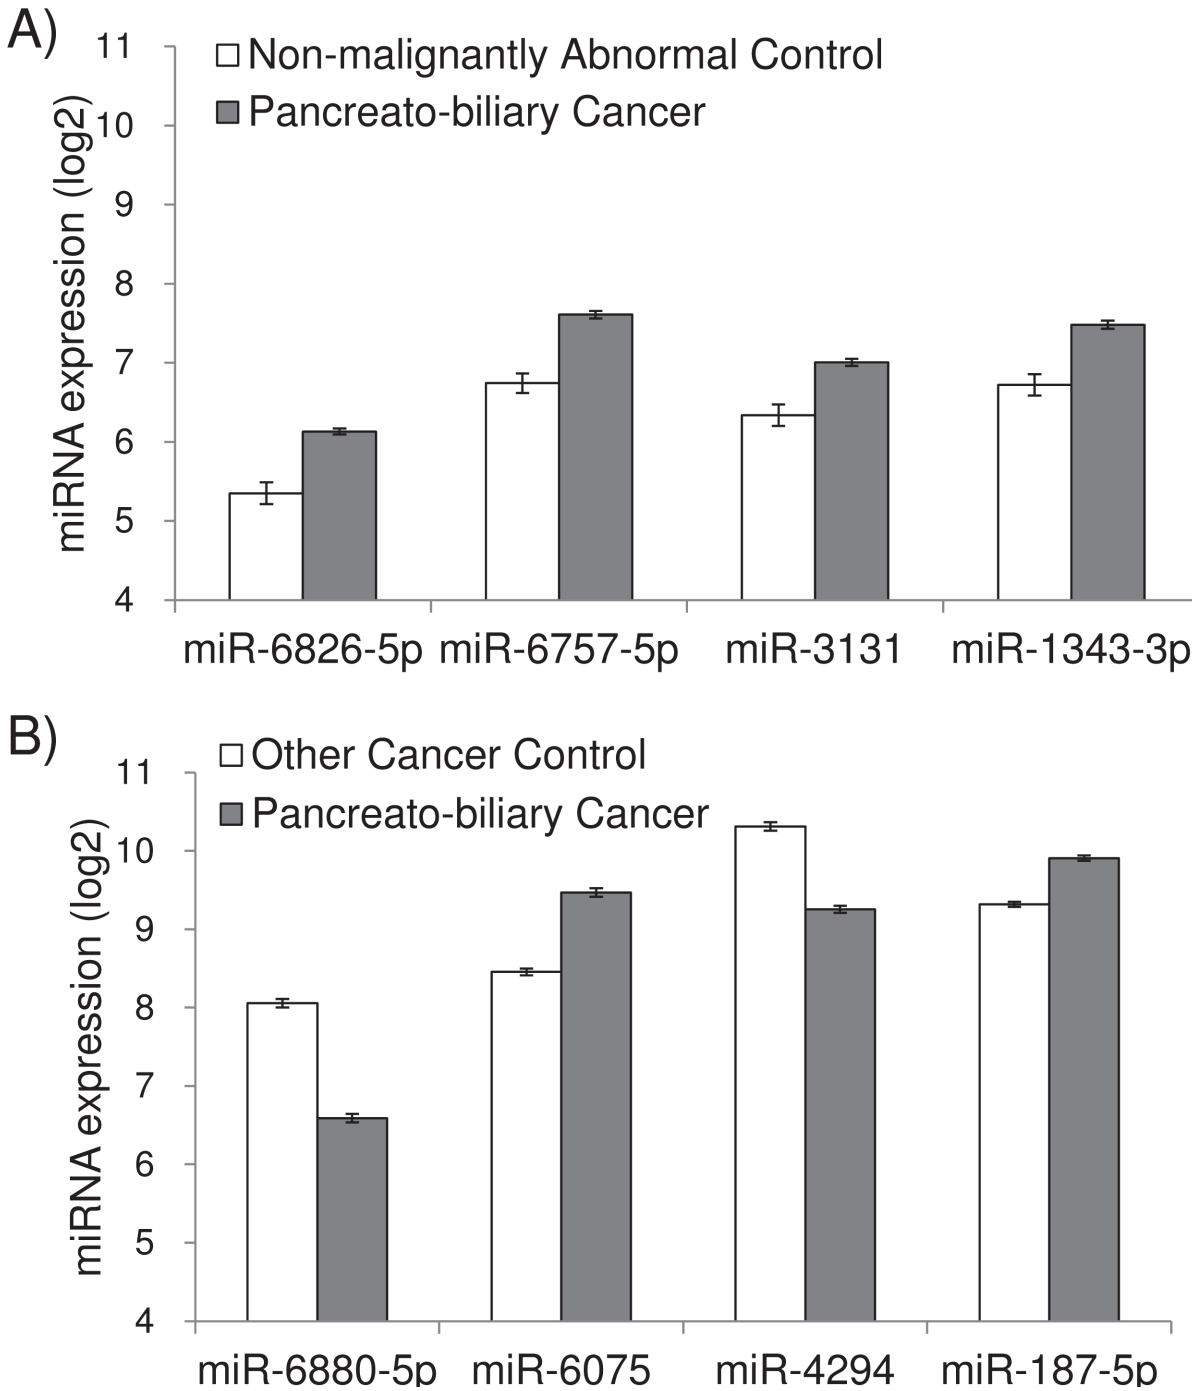 A)
Non-malignantly Abnormal Control
Pancreato-biliary Cancer
miRNA expression (log2)
11
10
9
8
7
6
5
4
miR-6826-5p miR-6757-5p miR-3131 miR-1343-3p
B)
Other Cancer Control
Pancreato-biliary Cancer
miRNA expression (log2)
11
10
9
8
7
6
5
4
miR-6880-5p miR-6075 miR-4294 miR-187-5p